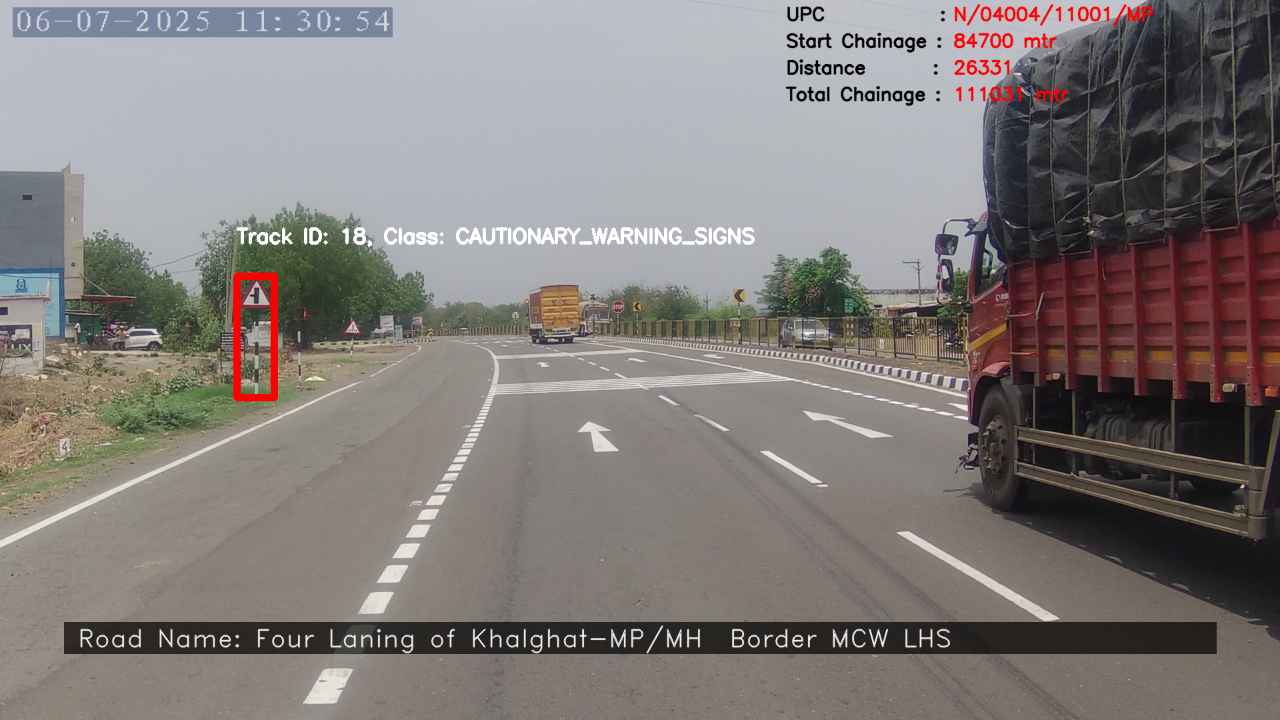 06-07-2025 11:30:54
UPC : N/04004/11001/MP
Start Chainage : 84700 mtr
Distance : 26331
Total Chainage : 111031 mtr
Track ID: 18, Class: CAUTIONARY_WARNING_SIGNS
4
Road Name: Four Laning of Khalghat-MP/MH Border MCW LHS